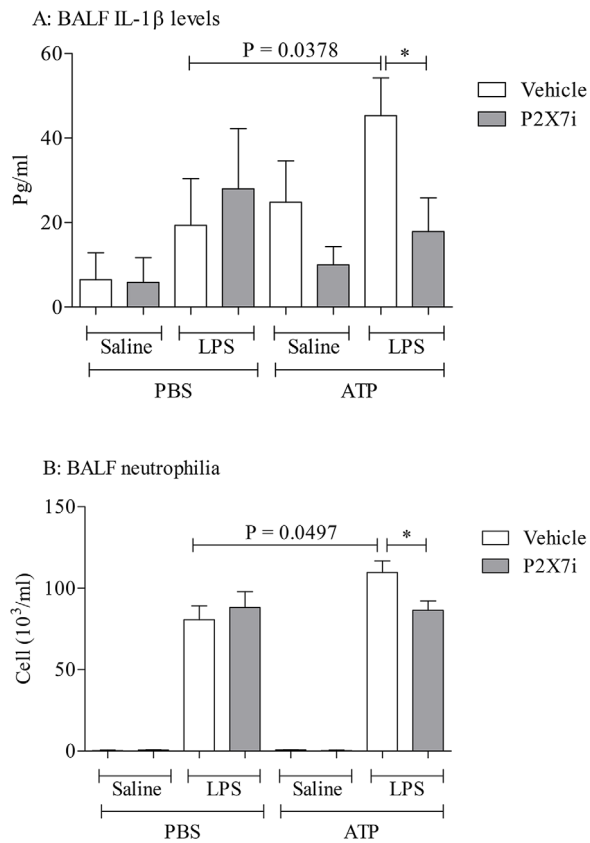 A: BALF IL-1β levels
60
40
20
0
Pg/ml
P = 0.0378
*
Vehicle
P2X7i
Saline
LPS
Saline
LPS
PBS
ATP
B: BALF neutrophilia
150
100
50
0
Cell (10³/ml)
P = 0.0497
*
Vehicle
P2X7i
Saline
LPS
Saline
LPS
PBS
ATP